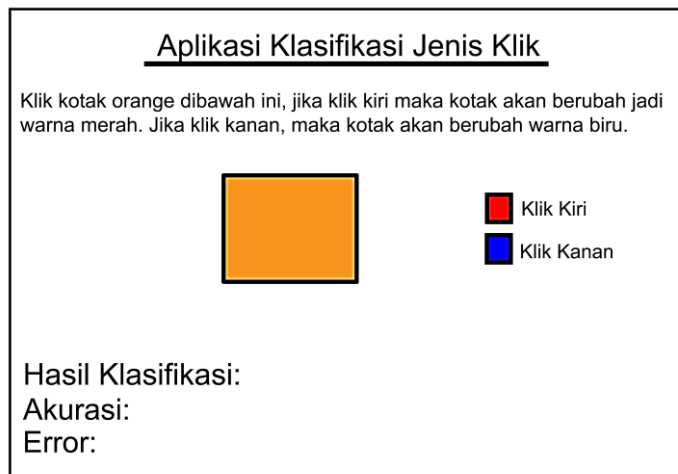 Aplikasi Klasifikasi Jenis Klik
Klik kotak orange dibawah ini, jika klik kiri maka kotak akan berubah jadi
warna merah. Jika klik kanan, maka kotak akan berubah warna biru.
Klik Kiri
Klik Kanan
Hasil Klasifikasi:
Akurasi:
Error: